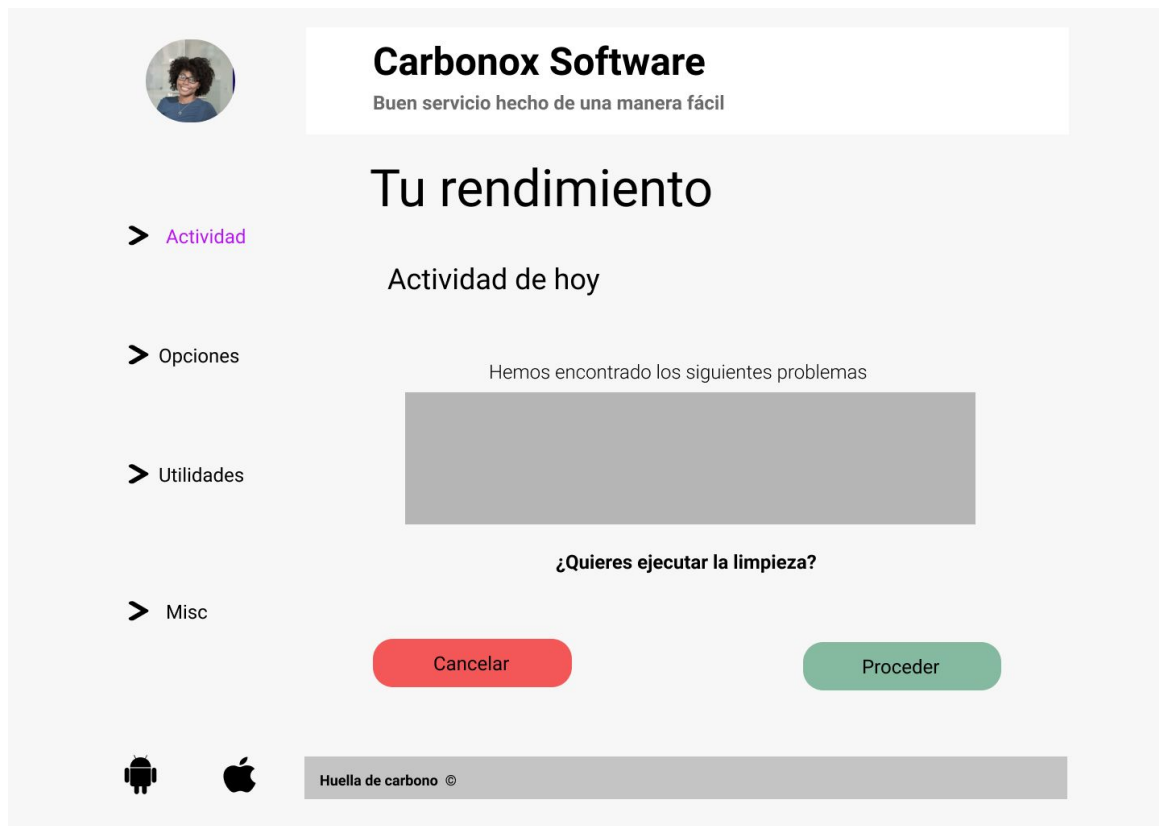 Carbonox Software
Buen servicio hecho de una manera fácil
Tu rendimiento
Actividad
Actividad de hoy
Opciones
Hemos encontrado los siguientes problemas
Utilidades
¿Quieres ejecutar la limpieza?
Misc
Cancelar
Proceder
Huella de carbono ©